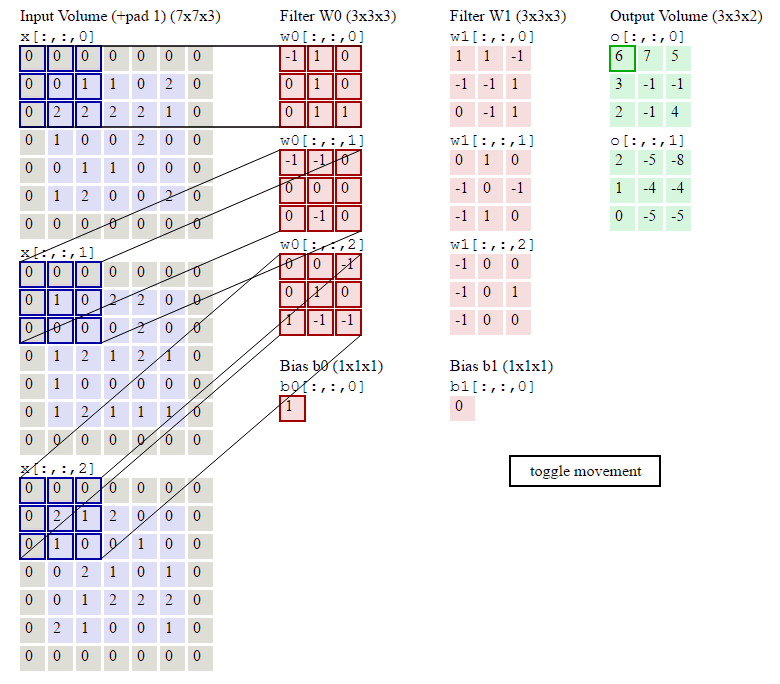 Input Volume (+pad 1) (7x7x3)
x[:,:,0]
0 0 0 0 0 0 0
0 0 1 1 0 2 0
0 2 2 2 2 1 0
0 1 0 0 2 0 0
0 0 1 1 0 0 0
0 1 2 0 0 2 0
0 0 0 0 0 0 0
x[:,:,1]
0 0 0 0 0 0 0
0 1 0 2 2 0 0
0 0 0 0 2 0 0
0 1 2 1 2 1 0
0 1 0 0 0 0 0
0 1 2 1 1 1 0
0 0 0 0 0 0 0
x[:,:,2]
0 0 0 0 0 0 0
0 2 1 2 0 0 0
0 1 0 0 1 0 0
0 0 2 1 0 1 0
0 0 1 2 2 2 0
0 2 1 0 0 1 0
0 0 0 0 0 0 0
Filter W0 (3x3x3)
w0[:,:,0]
-1 1 0
0 1 0
0 1 1
w0[:,:,1]
-1 -1 0
0 0 0
0 -1 0
w0[:,:,2]
0 0 -1
0 1 0
1 -1 -1
Bias b0 (1x1x1)
b0[:,:,0]
1
Filter W1 (3x3x3)
w1[:,:,0]
1 1 -1
-1 -1 1
0 -1 1
w1[:,:,1]
0 1 0
-1 0 -1
-1 1 0
w1[:,:,2]
-1 0 0
-1 0 1
-1 0 0
Bias b1 (1x1x1)
b1[:,:,0]
0
Output Volume (3x3x2)
o[:,:,0]
6 7 5
3 -1 -1
2 -1 4
o[:,:,1]
2 -5 -8
1 -4 -4
0 -5 -5
toggle movement